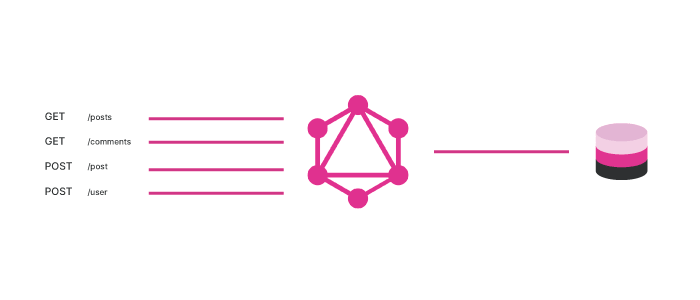 GET /posts
GET /comments
POST /post
POST /user